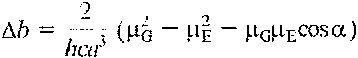 Δb = 2/hca³ (μ_G² − μ_E² − μ_Gμ_E cos α)